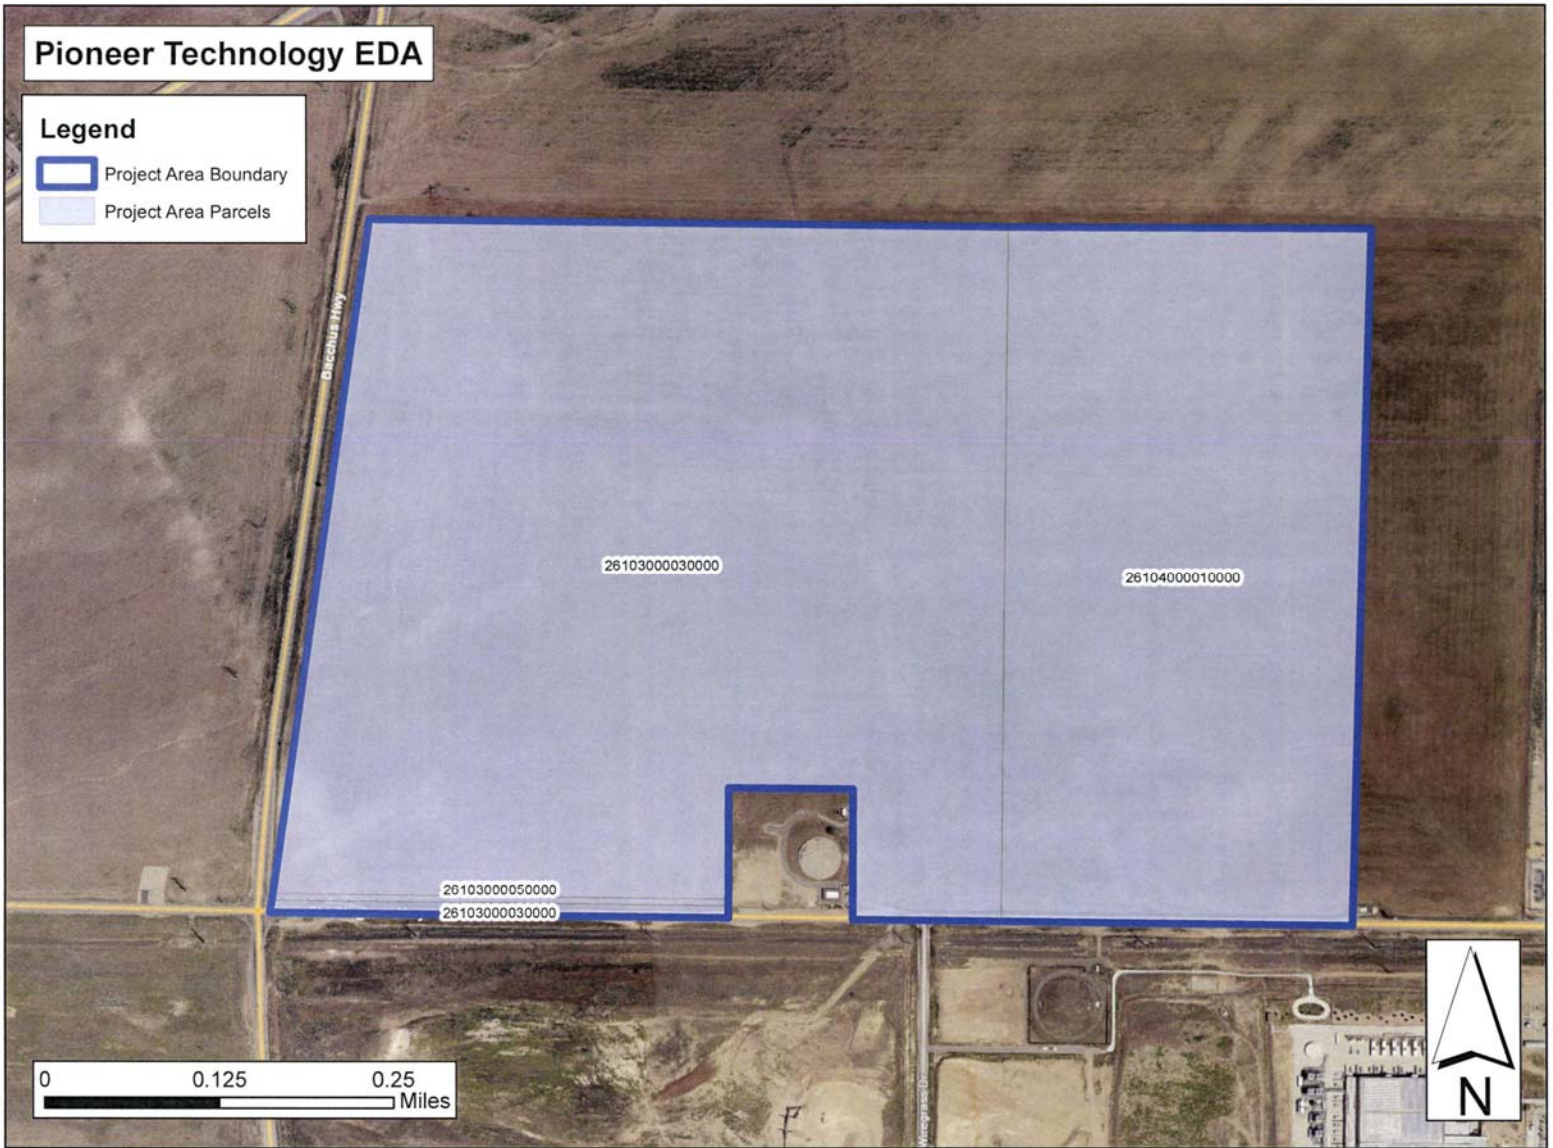 Pioneer Technology EDA
Legend
Project Area Boundary
Project Area Parcels
Bacchus Hwy
26103000030000
26104000010000
26103000050000
26103000030000
0 0.125 0.25
Miles
N